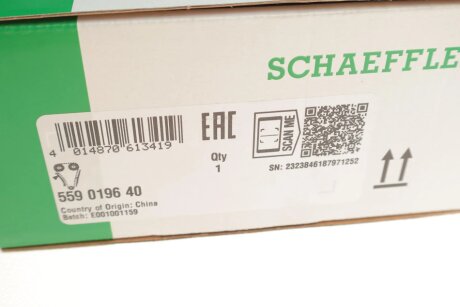 SCHAEFFLE
EAC
SCAN ME
4 014870 613419
Qty
1
SN: 2323846187971252
559 0196 40
Country of Origin: China
Batch: E001001159